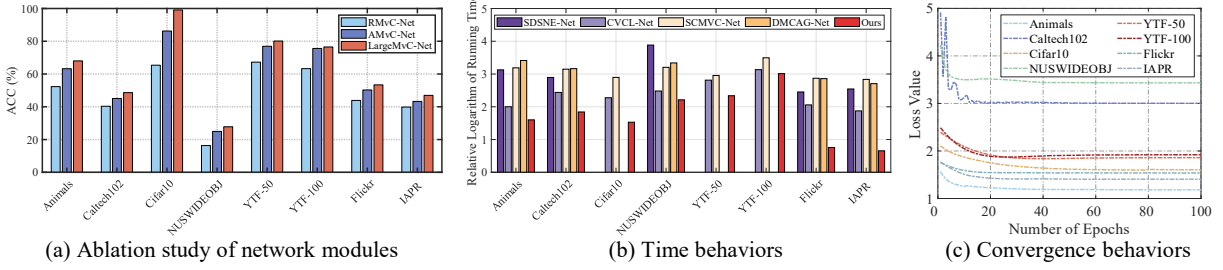 RMvC-Net
AMvC-Net
LargeMvC-Net
ACC (%)
100
80
60
40
20
0
Animals
Caltech102
Cifar10
NUSWIDEOBJ
YTF-50
YTF-100
Flickr
IAPR
(a) Ablation study of network modules
SDSNE-Net CVCL-Net SCMVC-Net DMCAG-Net Ours
Relative Logarithm of Running Time
5
4
3
2
1
0
Animals
Caltech102
Cifar10
NUSWIDEOBJ
YTF-50
YTF-100
Flickr
IAPR
(b) Time behaviors
Animals YTF-50
Caltech102 YTF-100
Cifar10 Flickr
NUSWIDEOBJ IAPR
Loss Value
5
4
3
2
1
0 20 40 60 80 100
Number of Epochs
(c) Convergence behaviors